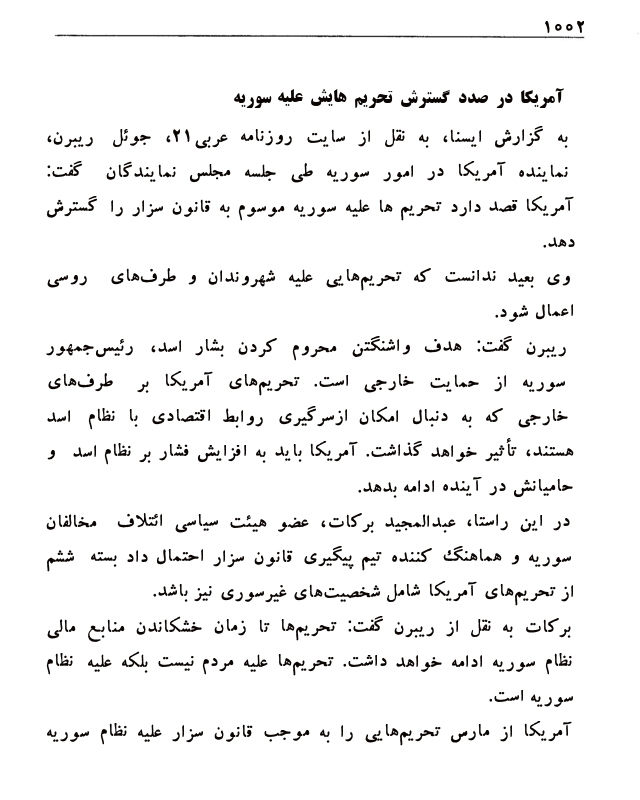 ۱۰۰۲
آمریکا در صدد گسترش تحریم هایش علیه سوریه
به گزارش ایسنا، به نقل از سایت روزنامه عربی۲۱، جوئل ریبرن،
نماینده آمریکا در امور سوریه طی جلسه مجلس نمایندگان گفت:
آمریکا قصد دارد تحریم ها علیه سوریه موسوم به قانون سزار را گسترش
دهد.
وی بعید ندانست که تحریم‌هایی علیه شهروندان و طرف‌های روسی
اعمال شود.
ریبرن گفت: هدف واشنگتن محروم کردن بشار اسد، رئیس‌جمهور
سوریه از حمایت خارجی است. تحریم‌های آمریکا بر طرف‌های
خارجی که به دنبال امکان ازسرگیری روابط اقتصادی با نظام اسد
هستند، تأثیر خواهد گذاشت. آمریکا باید به افزایش فشار بر نظام اسد و
حامیانش در آینده ادامه بدهد.
در این راستا، عبدالمجید برکات، عضو هیئت سیاسی ائتلاف مخالفان
سوریه و هماهنگ کننده تیم پیگیری قانون سزار احتمال داد بسته ششم
از تحریم‌های آمریکا شامل شخصیت‌های غیرسوری نیز باشد.
برکات به نقل از ریبرن گفت: تحریم‌ها تا زمان خشکاندن منابع مالی
نظام سوریه ادامه خواهد داشت. تحریم‌ها علیه مردم نیست بلکه علیه نظام
سوریه است.
آمریکا از مارس تحریم‌هایی را به موجب قانون سزار علیه نظام سوریه